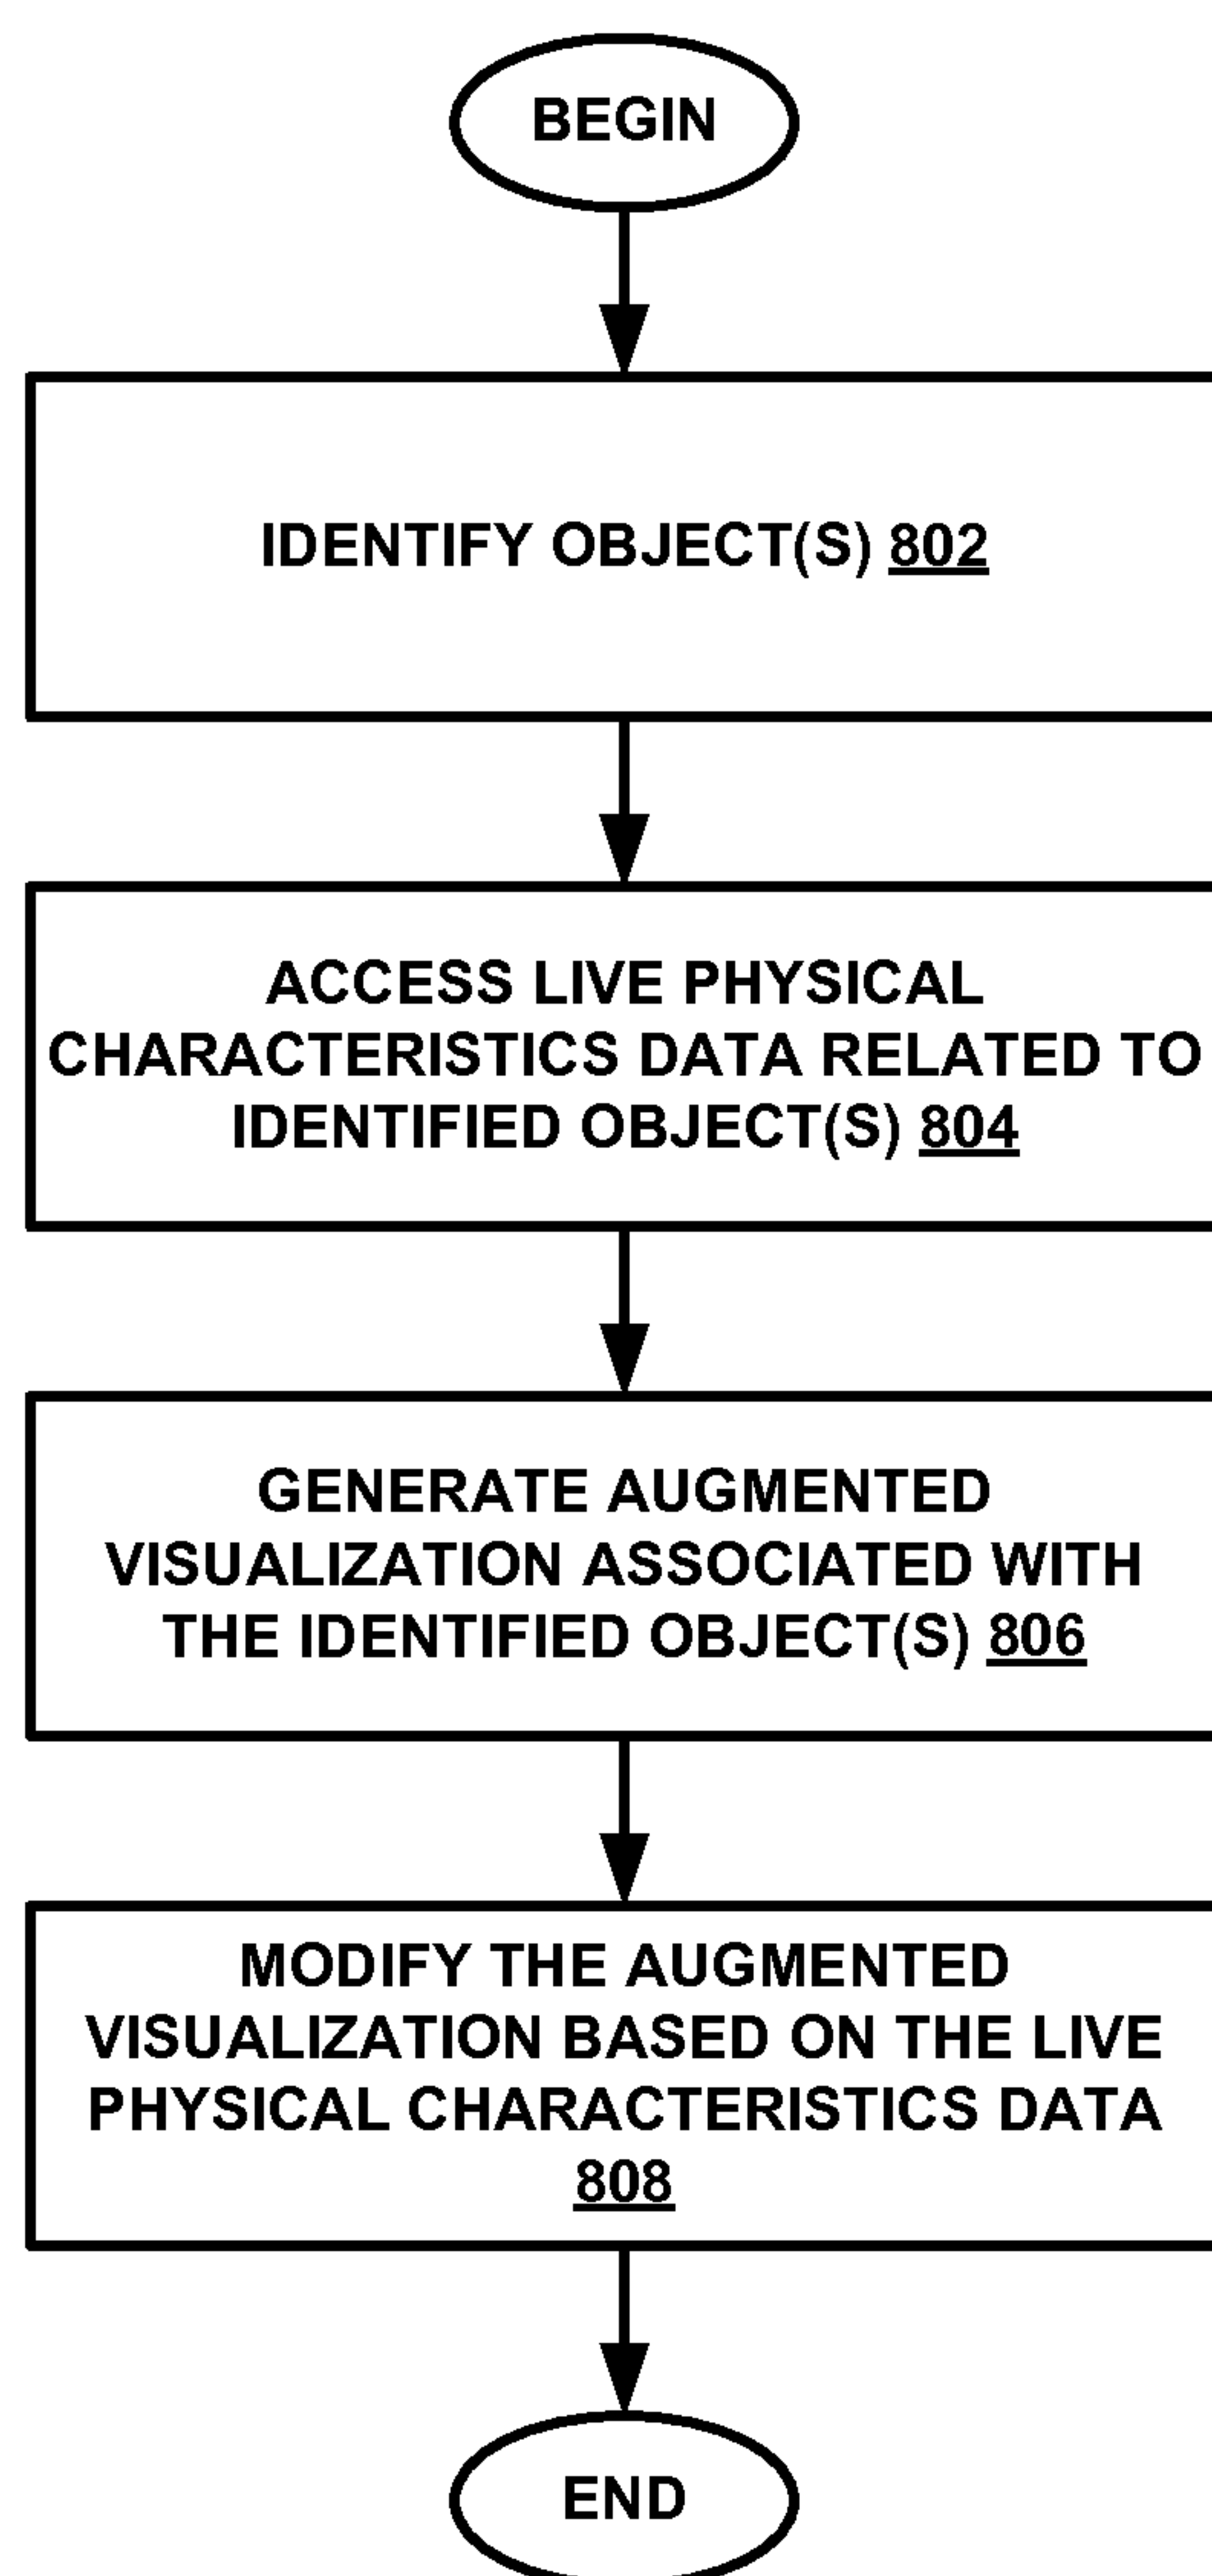 BEGIN
IDENTIFY OBJECT(S) 802
ACCESS LIVE PHYSICAL
CHARACTERISTICS DATA RELATED TO
IDENTIFIED OBJECT(S) 804
GENERATE AUGMENTED
VISUALIZATION ASSOCIATED WITH
THE IDENTIFIED OBJECT(S) 806
MODIFY THE AUGMENTED
VISUALIZATION BASED ON THE LIVE
PHYSICAL CHARACTERISTICS DATA
808
END